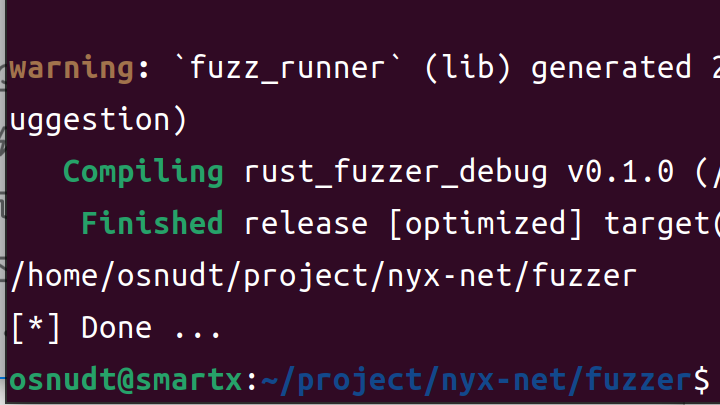 warning: `fuzz_runner` (lib) generated 2
uggestion)
Compiling rust_fuzzer_debug v0.1.0 (/
Finished release [optimized] target(
/home/osnudt/project/nyx-net/fuzzer
[*] Done ...
osnudt@smartx:~/project/nyx-net/fuzzer$